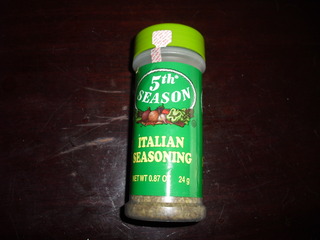 5th
SEASON
ITALIAN
SEASONING
NET WT 0.87 OZ 24 g